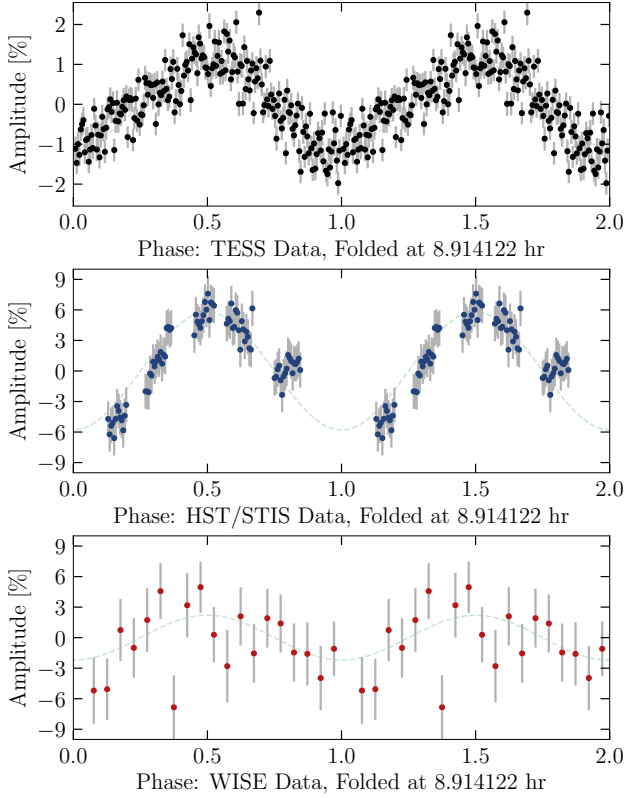 Amplitude [%]
2
1
0
−1
−2
0.0 0.5 1.0 1.5 2.0
Phase: TESS Data, Folded at 8.914122 hr
Amplitude [%]
9
6
3
0
−3
−6
−9
0.0 0.5 1.0 1.5 2.0
Phase: HST/STIS Data, Folded at 8.914122 hr
Amplitude [%]
9
6
3
0
−3
−6
−9
0.0 0.5 1.0 1.5 2.0
Phase: WISE Data, Folded at 8.914122 hr